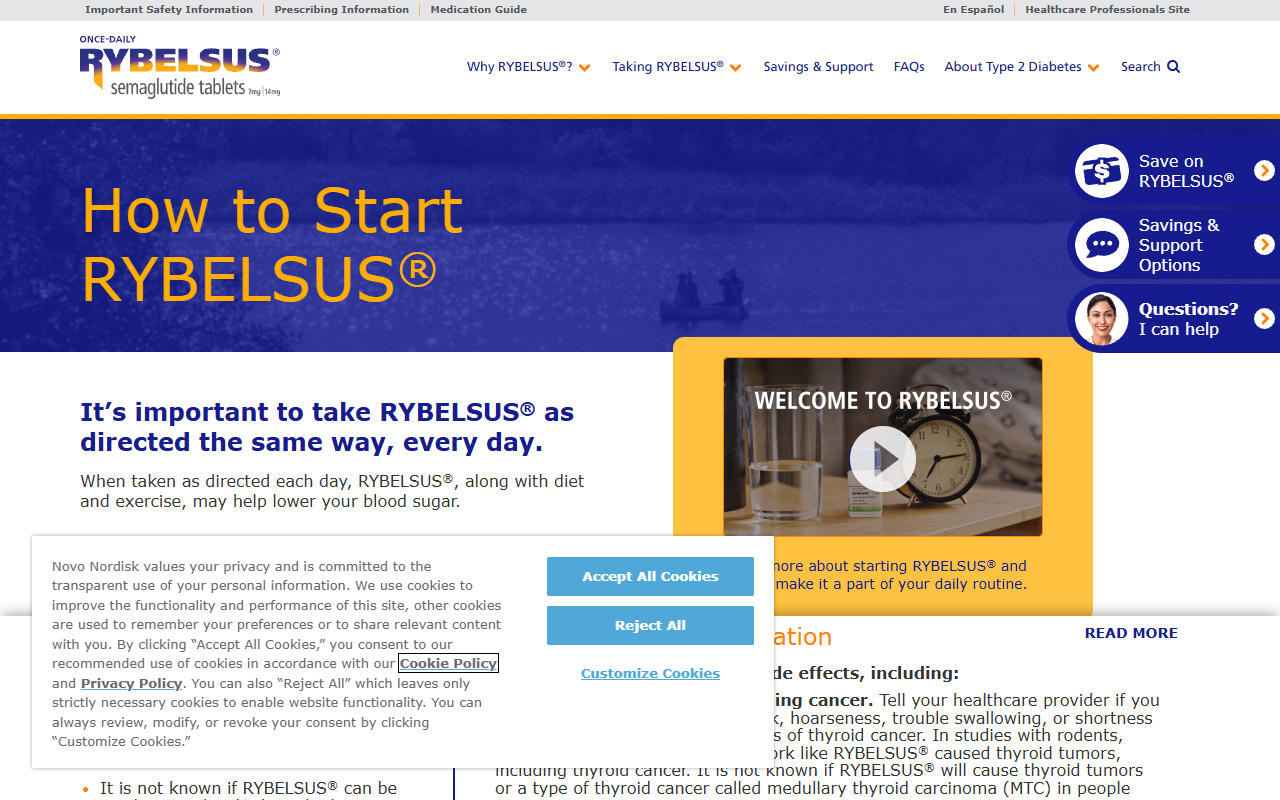 Important Safety Information
Prescribing Information
Medication Guide
En Español
Healthcare Professionals Site
ONCE-DAILY
RYBELSUS®
semaglutide tablets 7mg | 14mg
Why RYBELSUS®?
Taking RYBELSUS®
Savings & Support
FAQs
About Type 2 Diabetes
Search
How to Start
RYBELSUS®
Save on
RYBELSUS®
Savings &
Support
Options
Questions?
I can help
It’s important to take RYBELSUS® as
directed the same way, every day.
When taken as directed each day, RYBELSUS®, along with diet
and exercise, may help lower your blood sugar.
WELCOME TO RYBELSUS®
more about starting RYBELSUS® and
make it a part of your daily routine.
Novo Nordisk values your privacy and is committed to the
transparent use of your personal information. We use cookies to
improve the functionality and performance of this site, other cookies
are used to remember your preferences or to share relevant content
with you. By clicking “Accept All Cookies,” you consent to our
recommended use of cookies in accordance with our Cookie Policy
and Privacy Policy. You can also “Reject All” which leaves only
strictly necessary cookies to enable website functionality. You can
always review, modify, or revoke your consent by clicking
“Customize Cookies.”
Accept All Cookies
Reject All
Customize Cookies
READ MORE
effects, including:
cancer. Tell your healthcare provider if you
hoarseness, trouble swallowing, or shortness
of thyroid cancer. In studies with rodents,
like RYBELSUS® caused thyroid tumors,
including thyroid cancer. It is not known if RYBELSUS® will cause thyroid tumors
or a type of thyroid cancer called medullary thyroid carcinoma (MTC) in people
• It is not known if RYBELSUS® can be